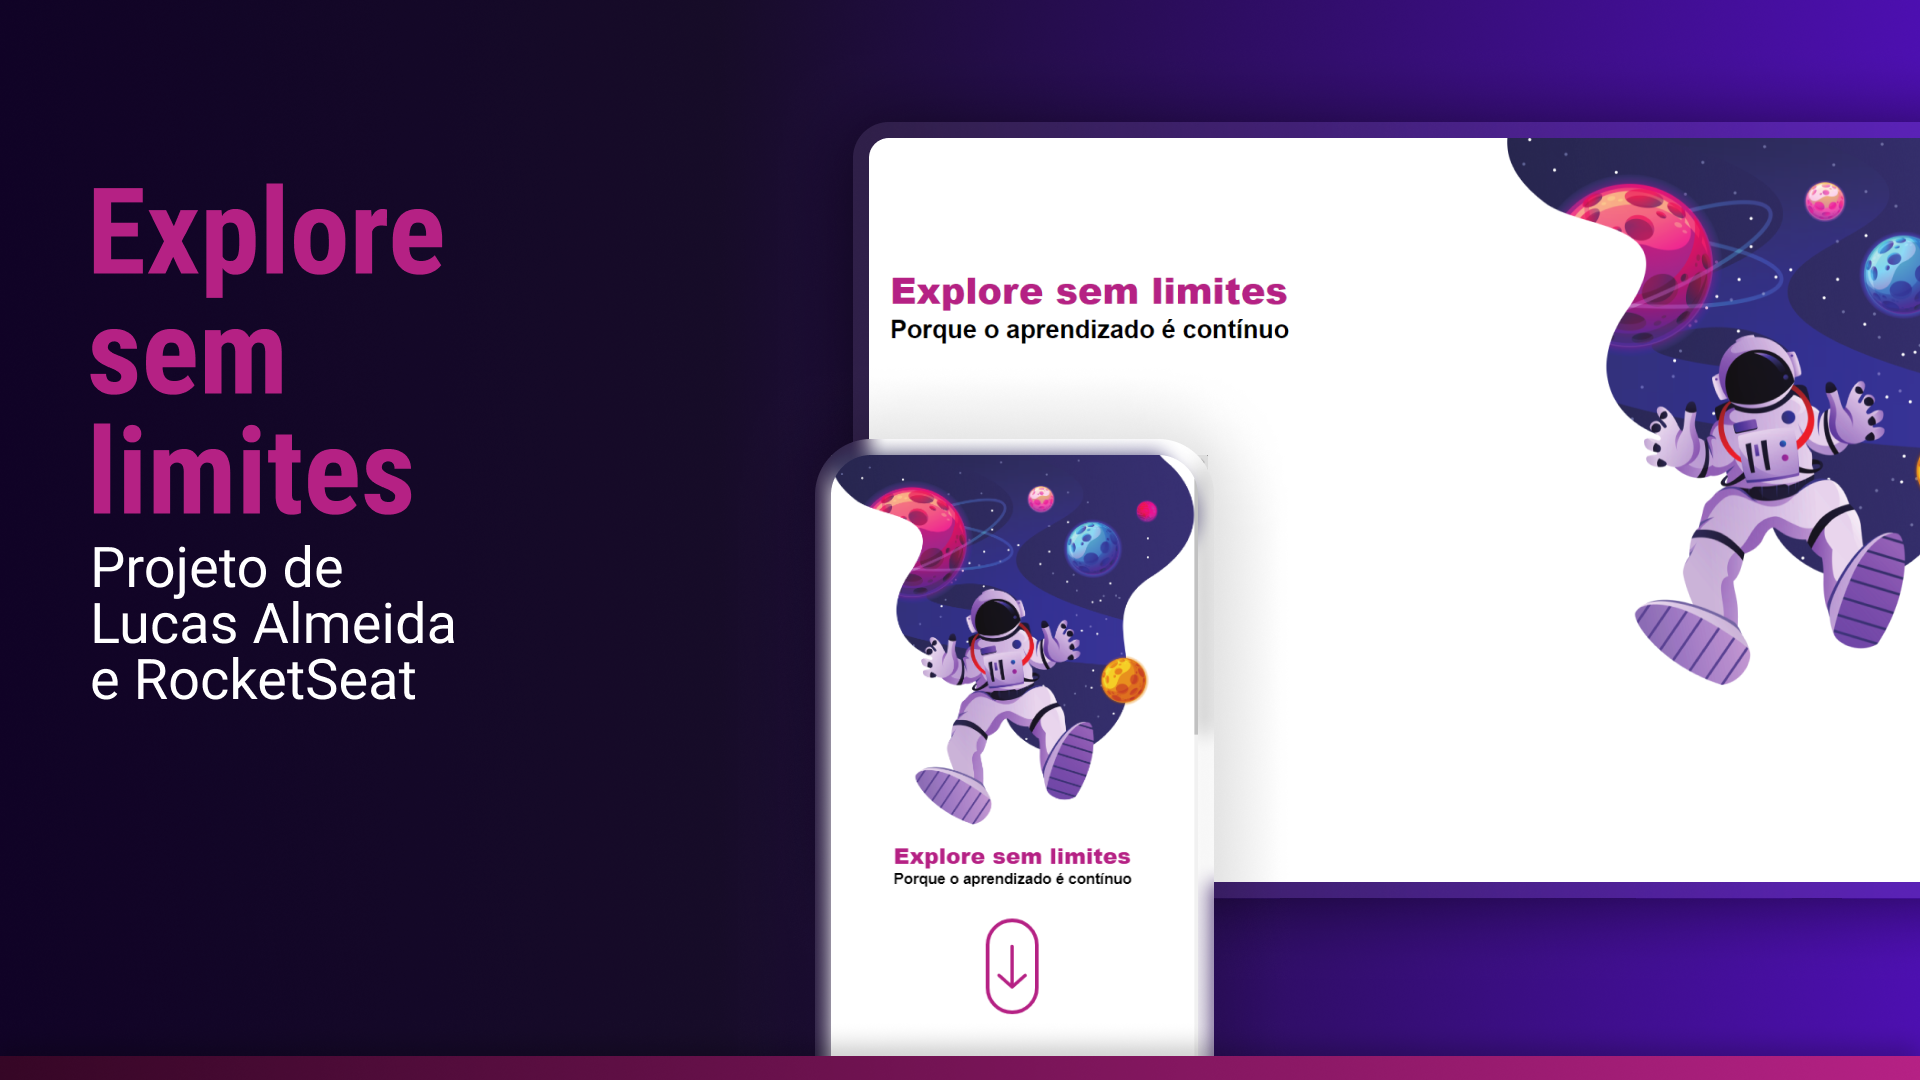 Explore
sem
limites
Projeto de
Lucas Almeida
e RocketSeat
Explore sem limites
Porque o aprendizado é contínuo
Explore sem limites
Porque o aprendizado é contínuo